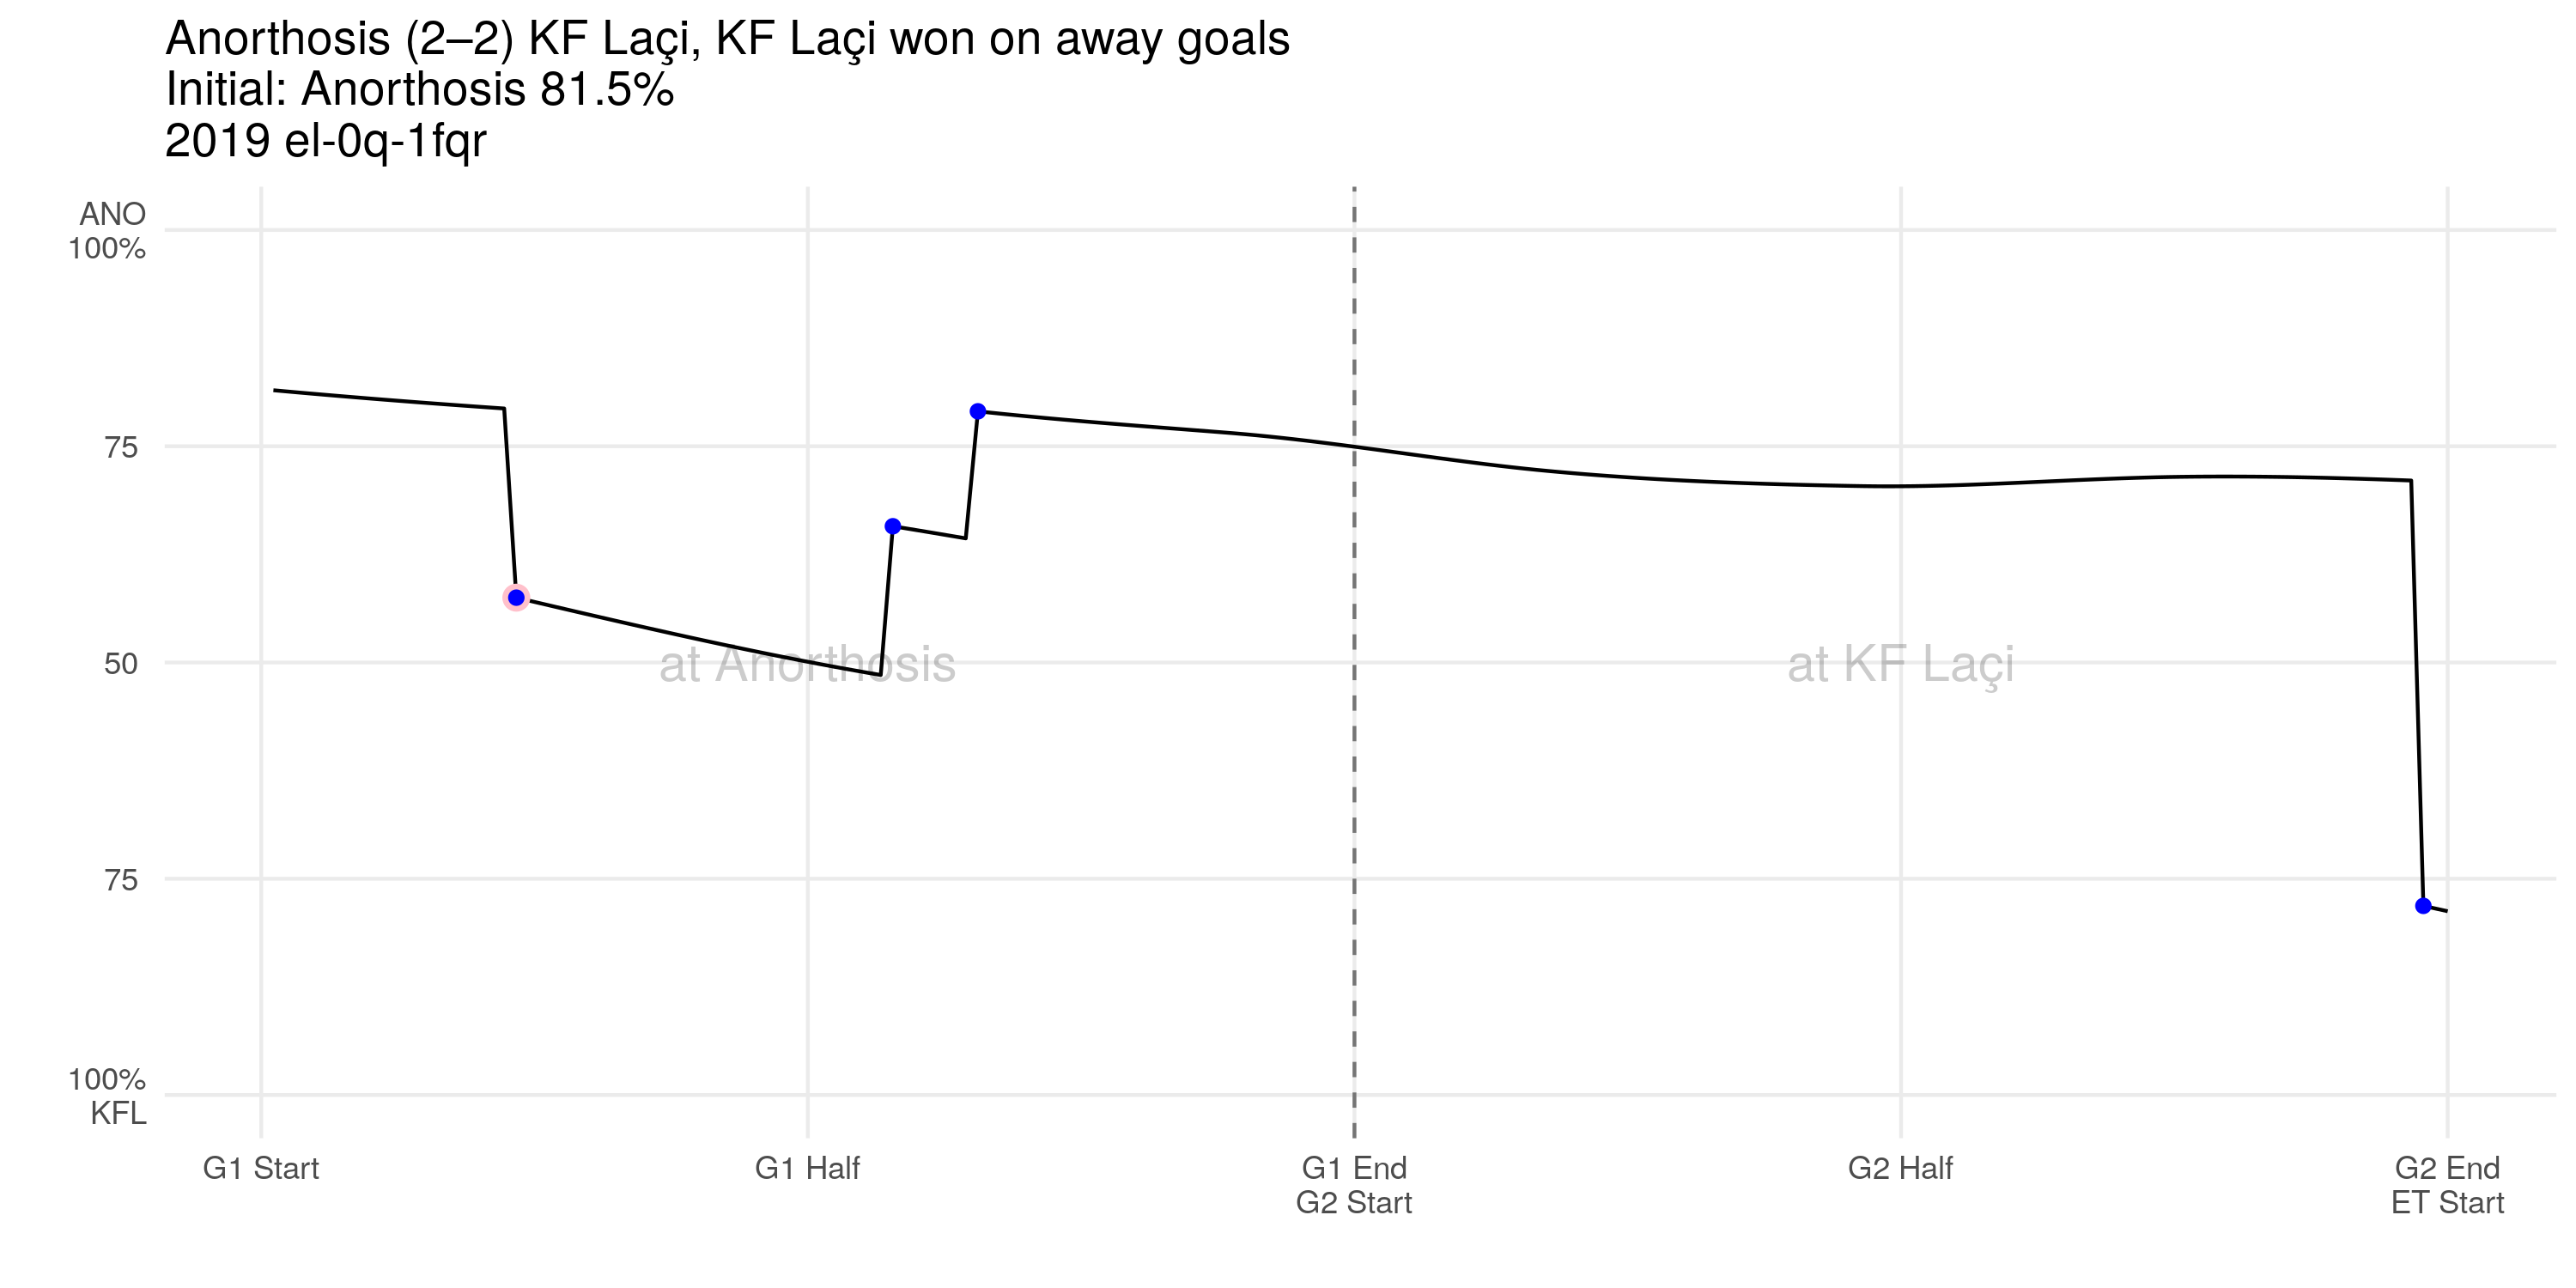 Anorthosis (2–2) KF Laçi, KF Laçi won on away goals
Initial: Anorthosis 81.5%
2019 el-0q-1fqr
ANO
100%
75
50
75
100%
KFL
at Anorthosis
at KF Laçi
G1 Start
G1 Half
G1 End
G2 Start
G2 Half
G2 End
ET Start